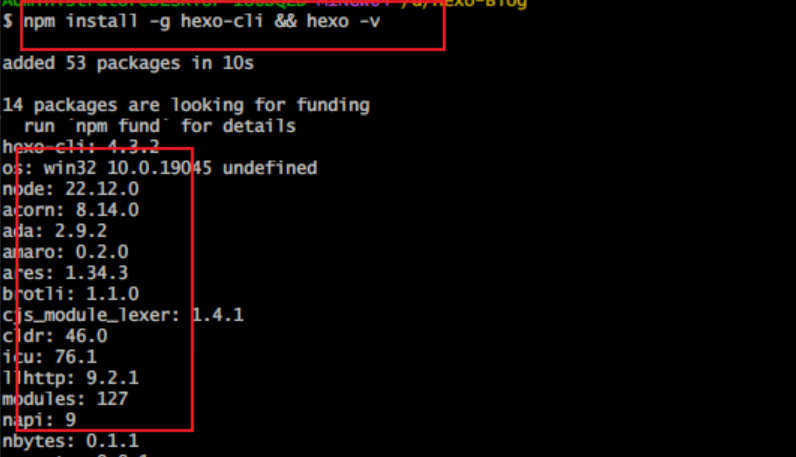 $ npm install -g hexo-cli && hexo -v
added 53 packages in 10s
14 packages are looking for funding
run `npm fund` for details
hexo-cli: 4.3.2
os: win32 10.0.19045 undefined
node: 22.12.0
acorn: 8.14.0
ada: 2.9.2
amaro: 0.2.0
ares: 1.34.3
brotli: 1.1.0
cjs_module_lexer: 1.4.1
cldr: 46.0
icu: 76.1
llhttp: 9.2.1
modules: 127
napi: 9
nbytes: 0.1.1